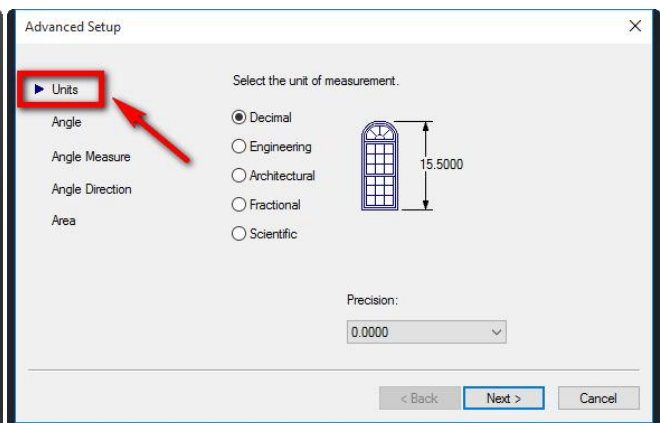 Advanced Setup
Units
Angle
Angle Measure
Angle Direction
Area
Select the unit of measurement.
Decimal
Engineering
Architectural
Fractional
Scientific
15.5000
Precision:
0.0000
< Back
Next >
Cancel